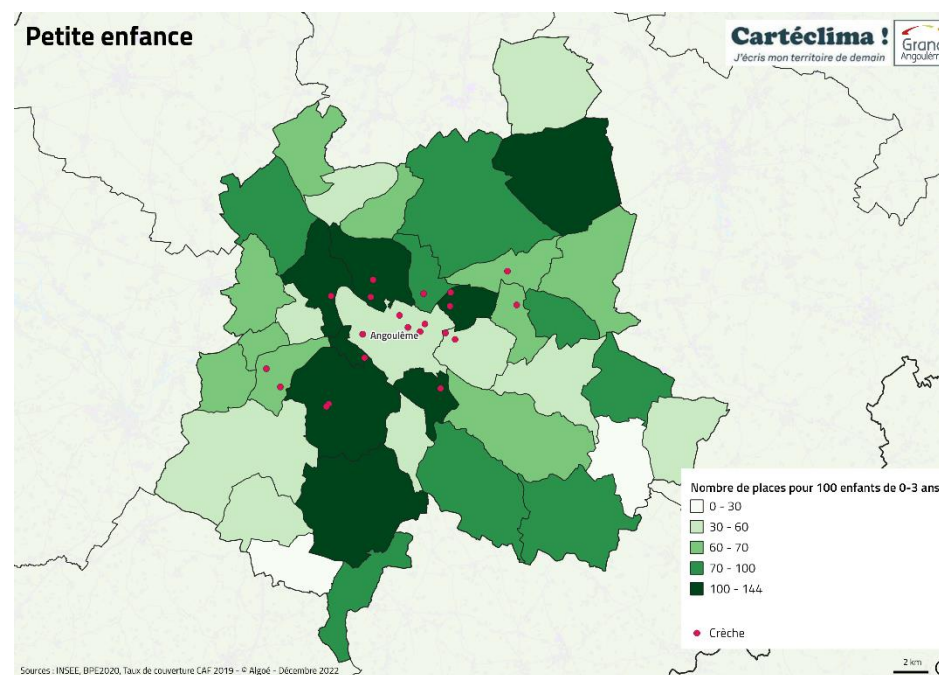 Petite enfance
Cartéclima !
J'écris mon territoire de demain
Grand
Angoulême
Angoulême
Nombre de places pour 100 enfants de 0-3 ans
0 - 30
30 - 60
60 - 70
70 - 100
100 - 144
Crèche
Sources : INSEE, BPE2020, Taux de couverture CAF 2019 - © Algoé - Décembre 2022
2 km